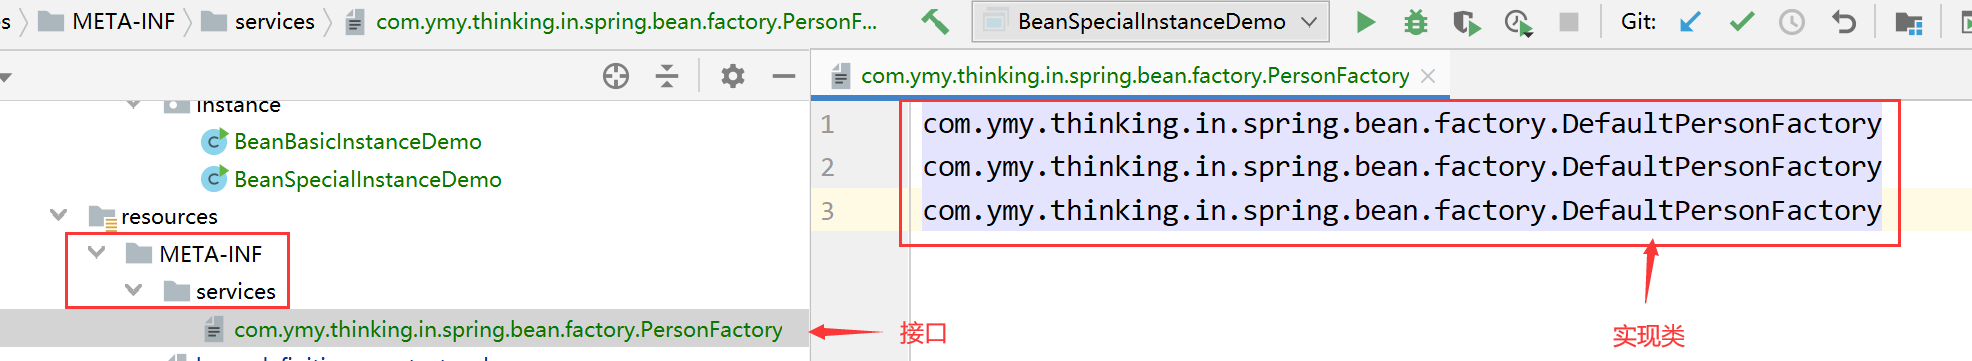 s META-INF services com.ymy.thinking.in.spring.bean.factory.PersonF... BeanSpecialInstanceDemo Git:
com.ymy.thinking.in.spring.bean.factory.PersonFactory
instance
BeanBasicInstanceDemo
BeanSpecialInstanceDemo
resources
META-INF
services
com.ymy.thinking.in.spring.bean.factory.PersonFactory
接口
1 com.ymy.thinking.in.spring.bean.factory.DefaultPersonFactory
2 com.ymy.thinking.in.spring.bean.factory.DefaultPersonFactory
3 com.ymy.thinking.in.spring.bean.factory.DefaultPersonFactory
实现类